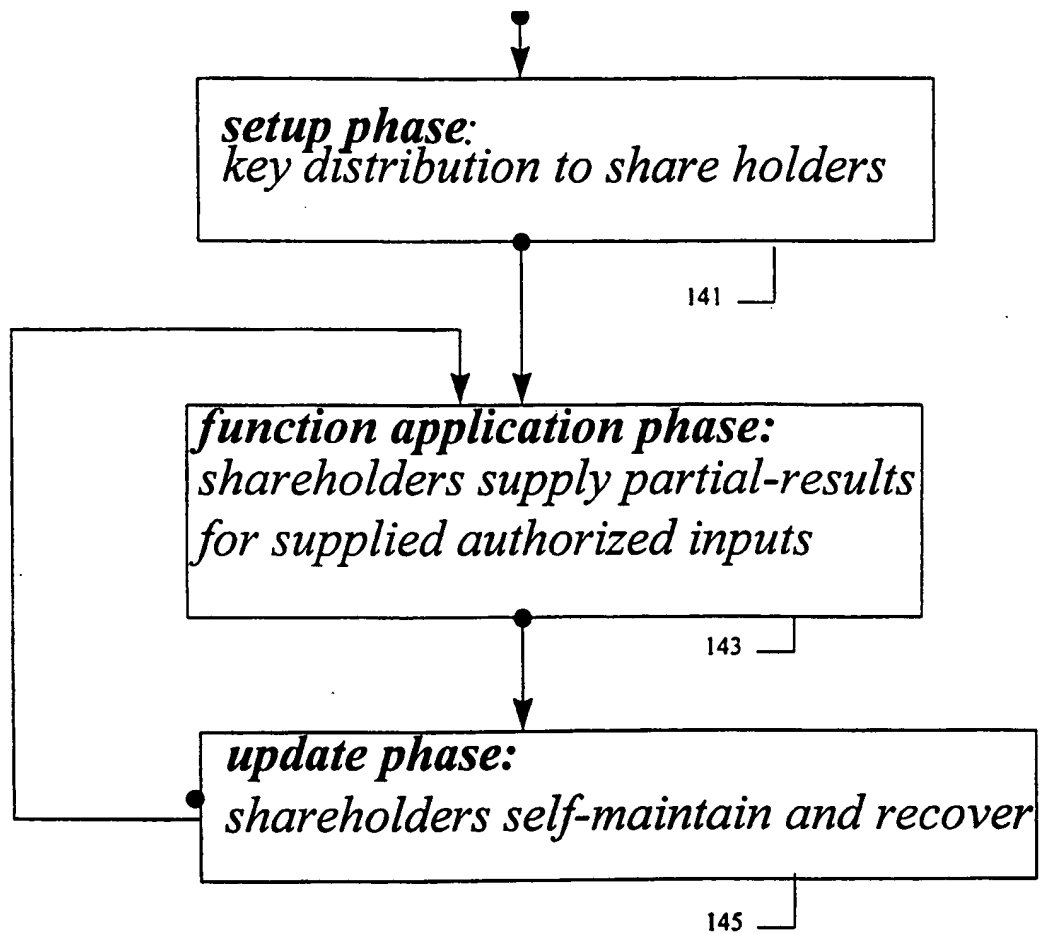 setup phase:
key distribution to share holders
141
function application phase:
shareholders supply partial-results
for supplied authorized inputs
143
update phase:
shareholders self-maintain and recover
145